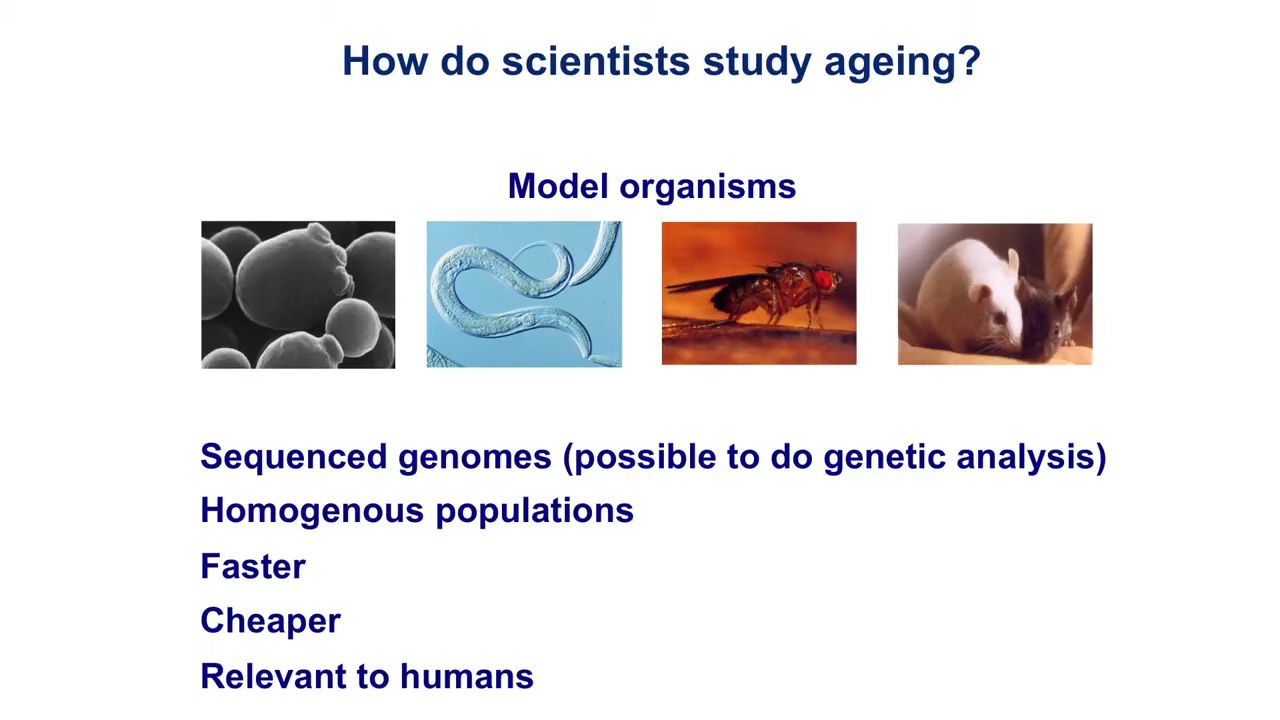 How do scientists study ageing?
Model organisms
Sequenced genomes (possible to do genetic analysis)
Homogenous populations
Faster
Cheaper
Relevant to humans